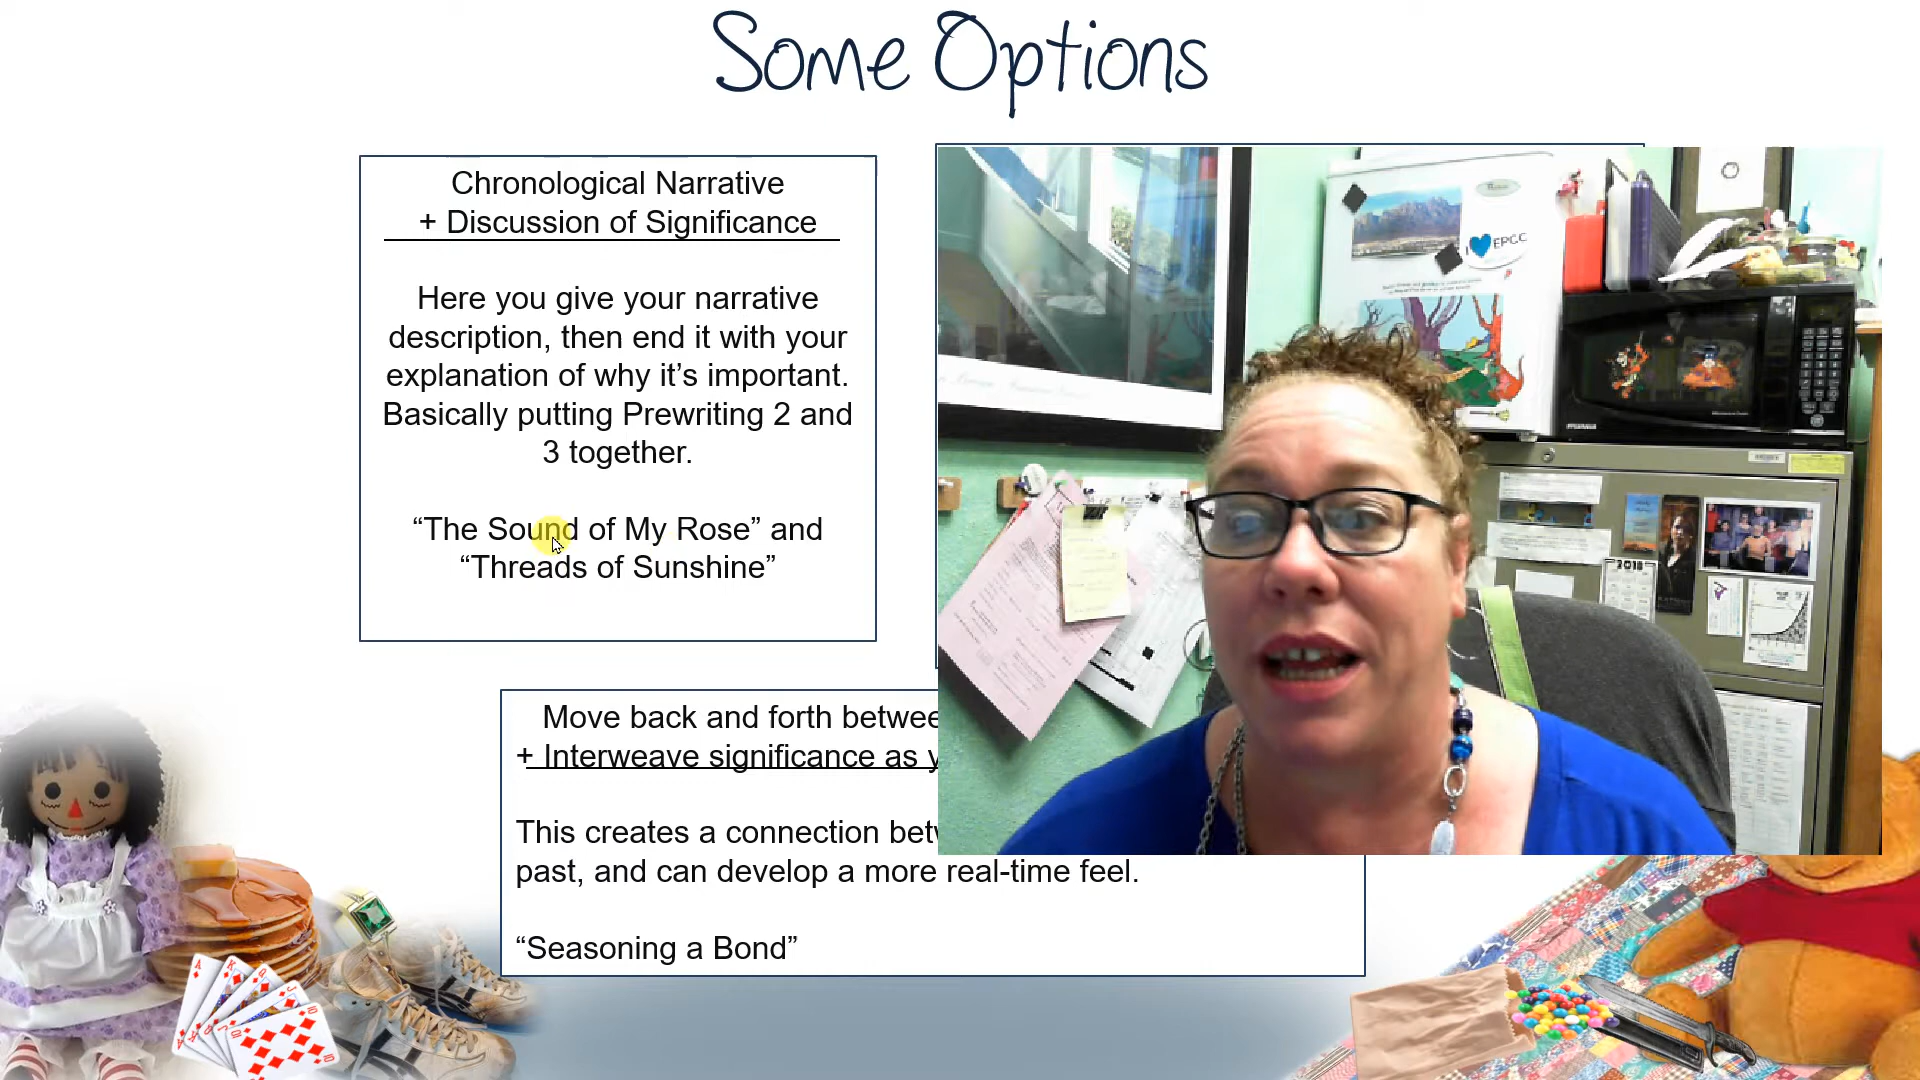 Some Options
Chronological Narrative
+ Discussion of Significance
Here you give your narrative
description, then end it with your
explanation of why it’s important.
Basically putting Prewriting 2 and
3 together.
“The Sound of My Rose” and
“Threads of Sunshine”
Move back and forth
+ Interweave significance as
This creates a connection
past, and can develop a more real-time feel.
“Seasoning a Bond”
EPCC
2018